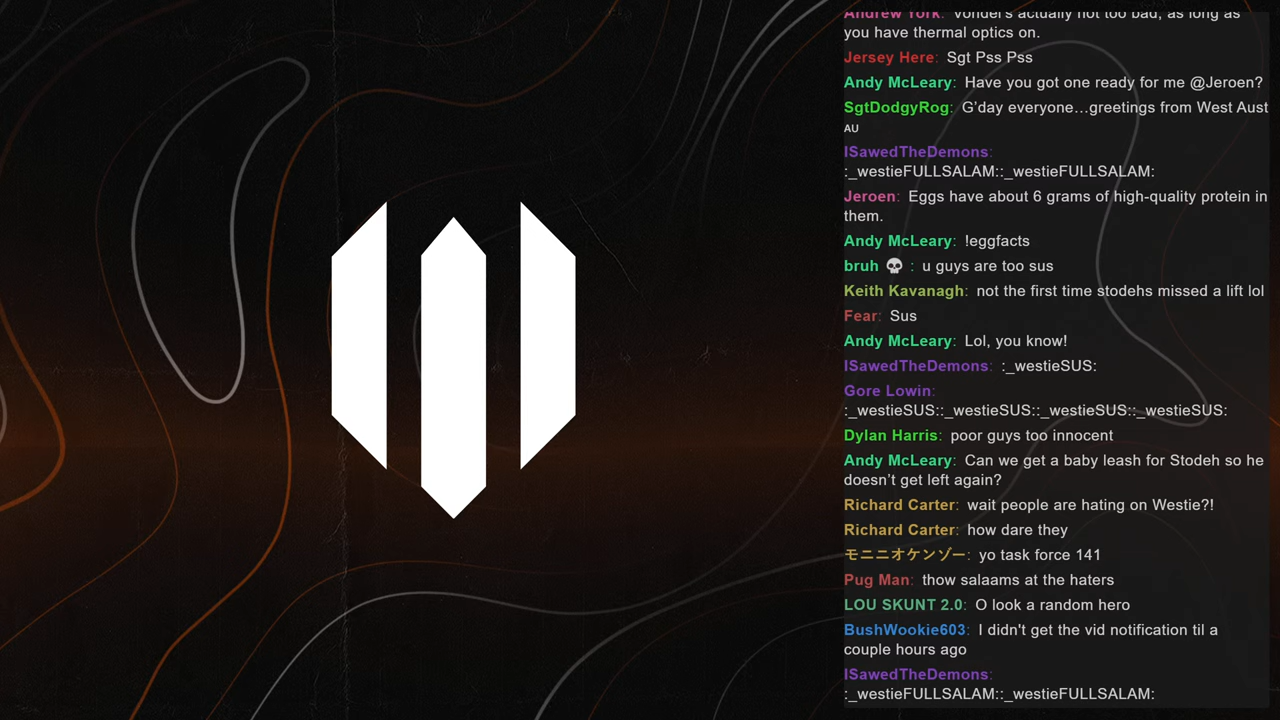 Andrew York: Vondel's actually not too bad, as long as
you have thermal optics on.
Jersey Here: Sgt Pss Pss
Andy McLeary: Have you got one ready for me @Jeroen?
SgtDodgyRog: G'day everyone…greetings from West Aust
AU
ISawedTheDemons:
:_westieFULLSALAM::_westieFULLSALAM:
Jeroen: Eggs have about 6 grams of high-quality protein in
them.
Andy McLeary: !eggfacts
bruh 💀 : u guys are too sus
Keith Kavanagh: not the first time stodehs missed a lift lol
Fear: Sus
Andy McLeary: Lol, you know!
ISawedTheDemons: :_westieSUS:
Gore Lowin:
:_westieSUS::_westieSUS::_westieSUS::_westieSUS:
Dylan Harris: poor guys too innocent
Andy McLeary: Can we get a baby leash for Stodeh so he
doesn't get left again?
Richard Carter: wait people are hating on Westie?!
Richard Carter: how dare they
モニニオケンゾー: yo task force 141
Pug Man: thow salaams at the haters
LOU SKUNT 2.0: O look a random hero
BushWookie603: I didn't get the vid notification til a
couple hours ago
ISawedTheDemons:
:_westieFULLSALAM::_westieFULLSALAM: